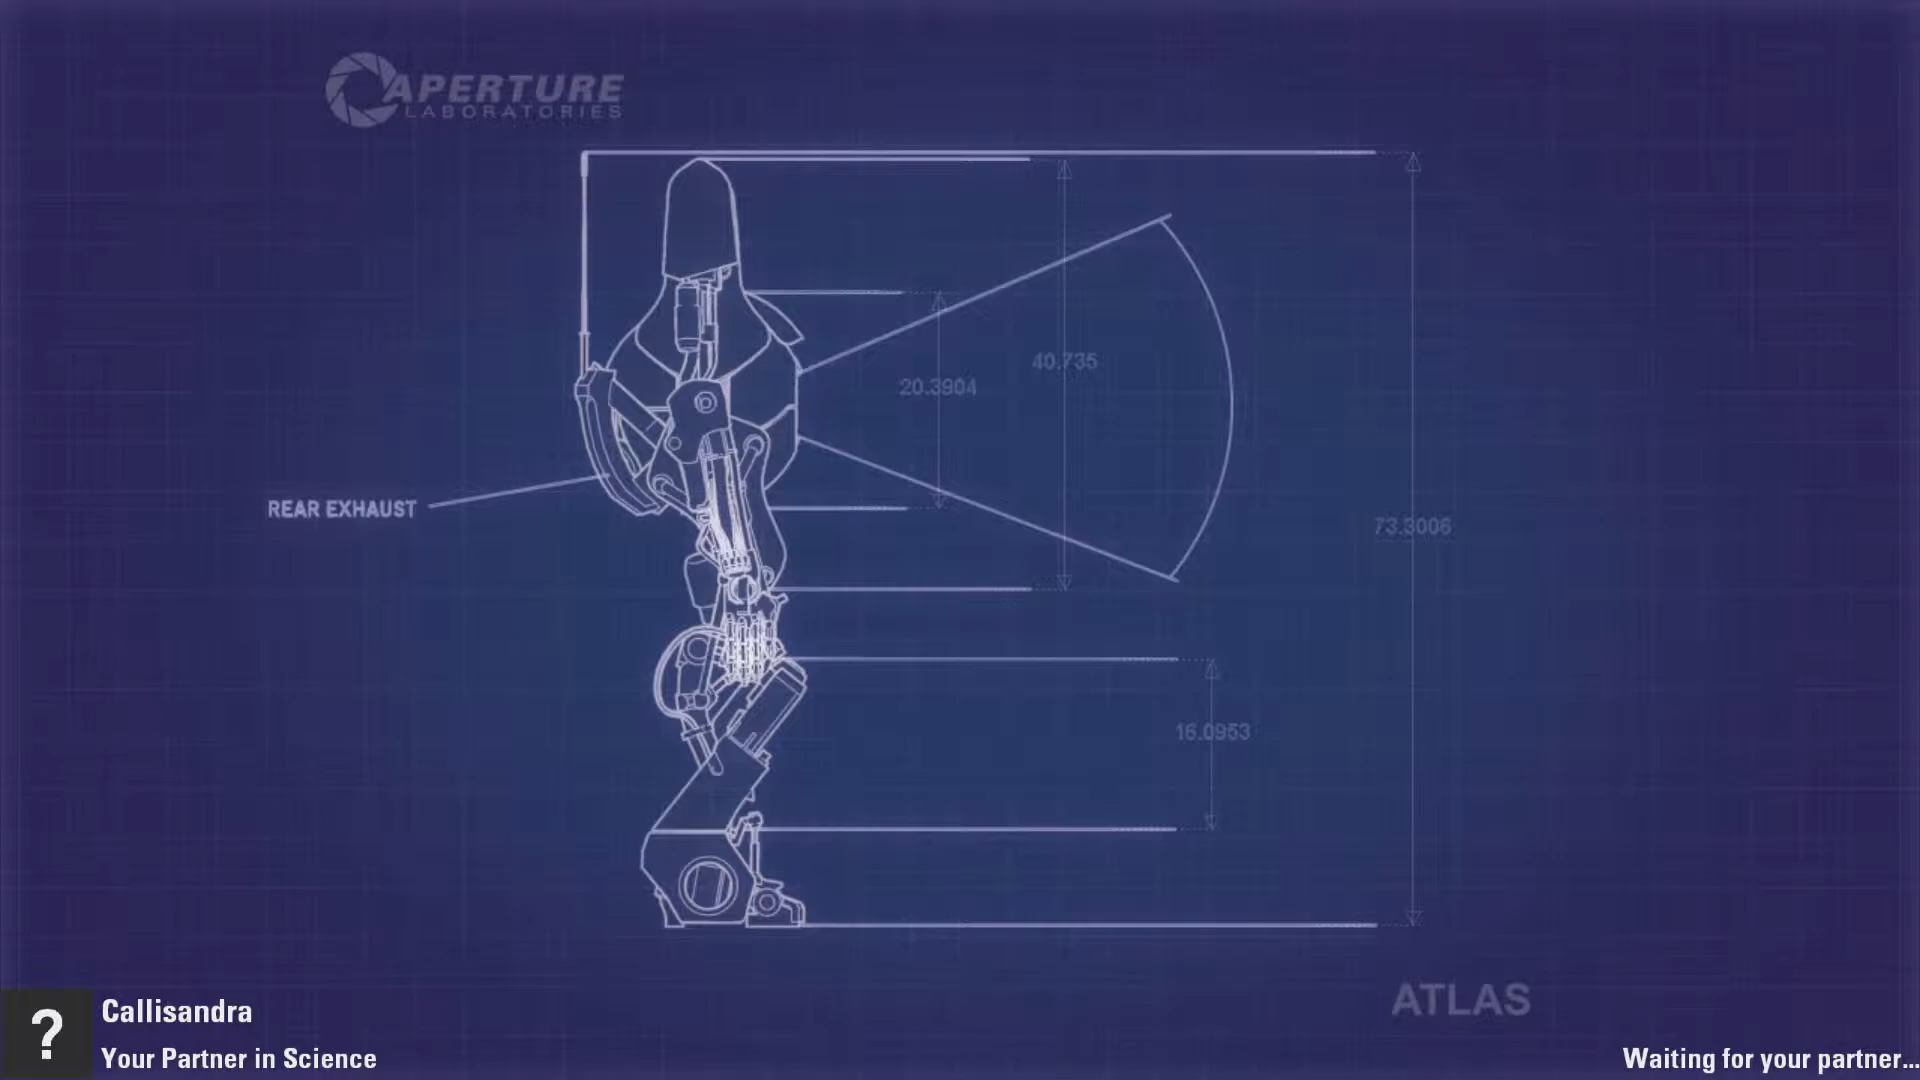 APERTURE
LABORATORIES
40.735
20.3904
REAR EXHAUST
73.3006
16.0953
ATLAS
Callisandra
Your Partner in Science
Waiting for your partner...
?